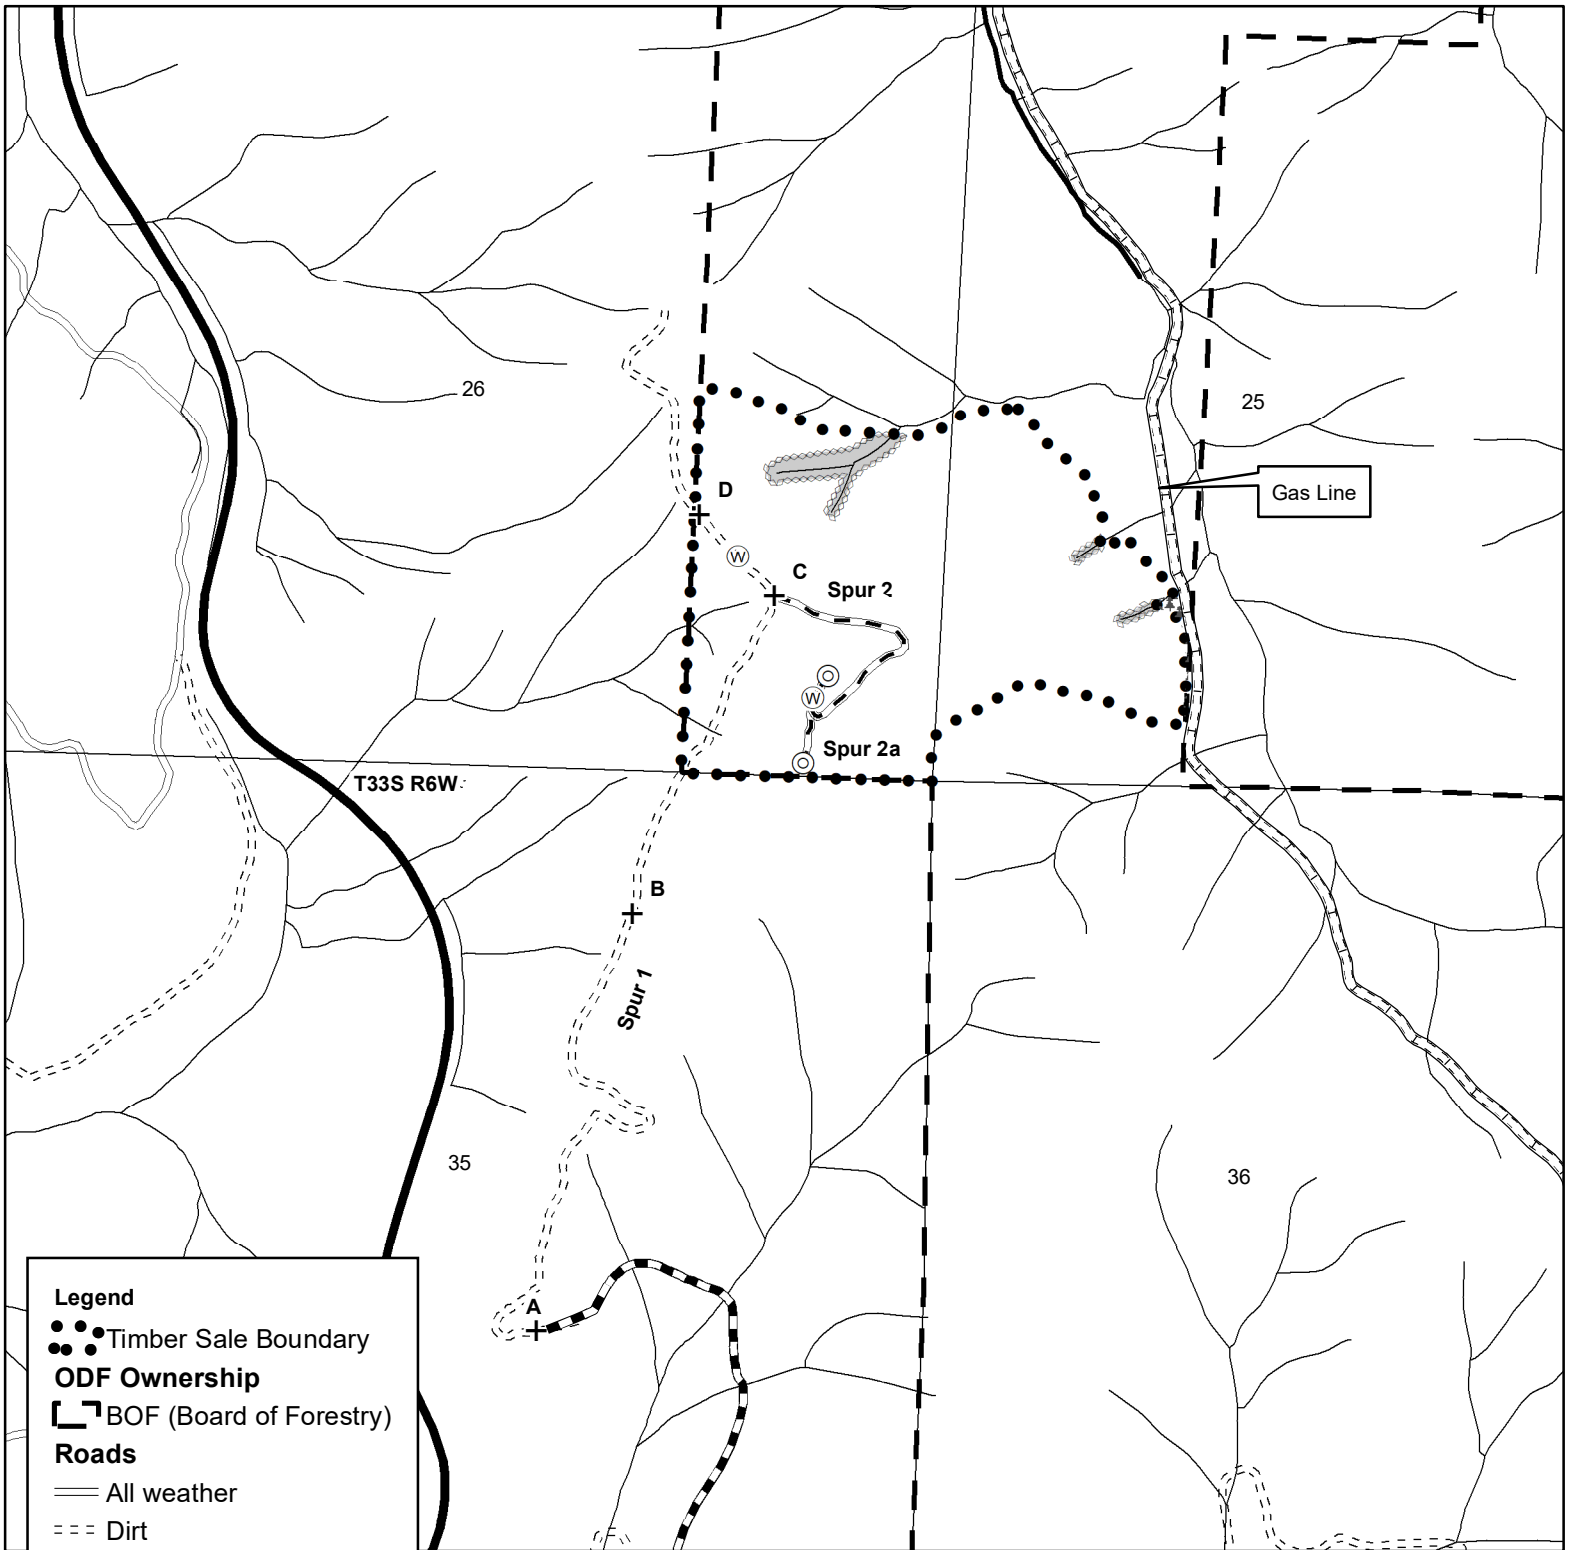 26
25
Gas Line
D
W
C
Spur 2
W
Spur 2a
T33S R6W
B
Spur 1
35
36
A
Legend
Timber Sale Boundary
ODF Ownership
BOF (Board of Forestry)
Roads
All weather
Dirt